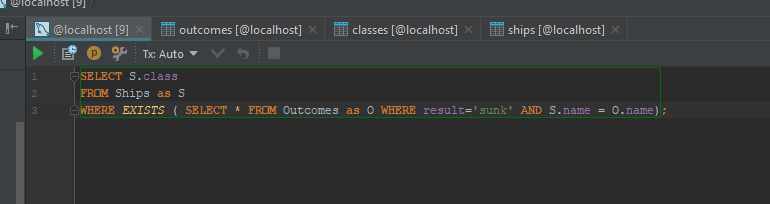 @localhost [9]
@localhost [9] outcomes [@localhost] classes [@localhost] ships [@localhost]
Tx: Auto
1 SELECT S.class
2 FROM Ships as S
3 WHERE EXISTS ( SELECT * FROM Outcomes as O WHERE result='sunk' AND S.name = O.name);